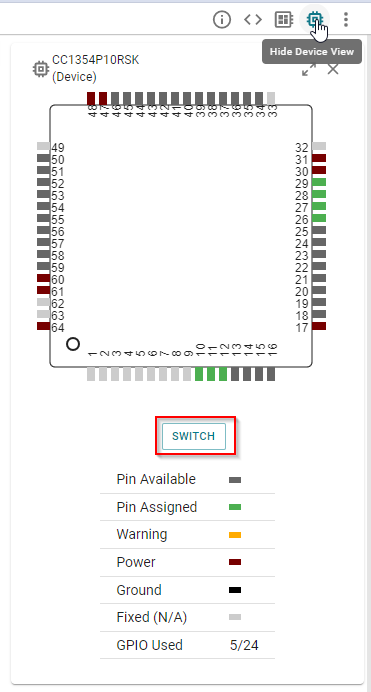 Hide Device View
CC1354P10RSK
(Device)
48 47 46 45 44 43 42 41 40 39 38 37 36 35 34 33
49 32
50 31
51 30
52 29
53 28
54 27
55 26
56 25
57 24
58 23
59 22
60 21
61 20
62 19
63 18
64 17
1 2 3 4 5 6 7 8 9 10 11 12 13 14 15 16
SWITCH
Pin Available
Pin Assigned
Warning
Power
Ground
Fixed (N/A)
GPIO Used 5/24